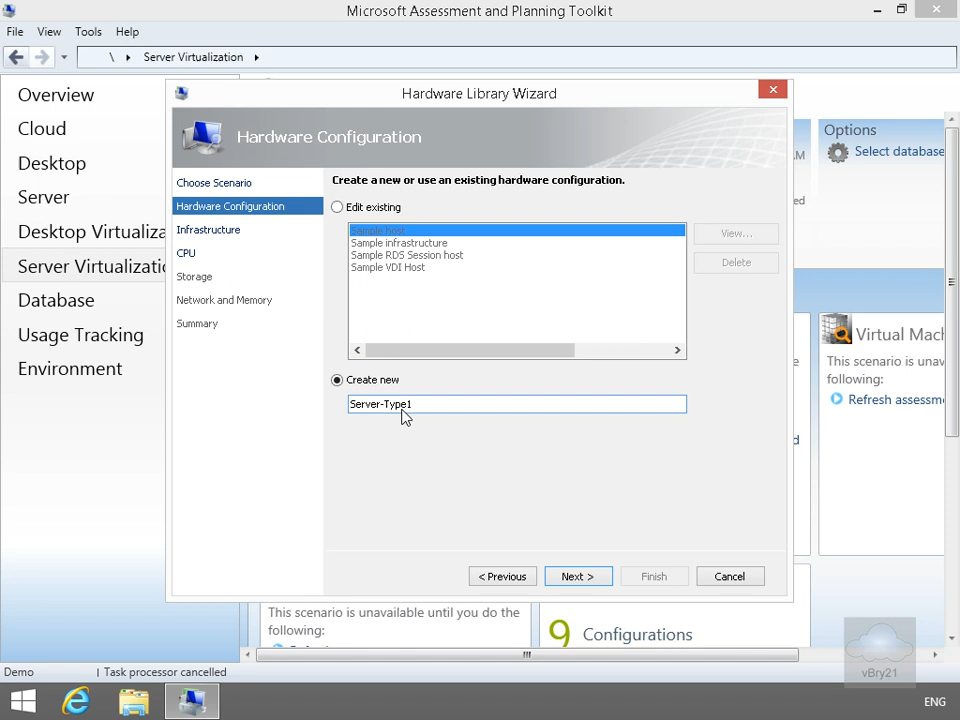 Microsoft Assessment and Planning Toolkit
File View Tools Help
\ Server Virtualization
Overview
Cloud
Desktop
Server
Desktop Virtualiza
Server Virtualizatio
Database
Usage Tracking
Environment
Hardware Library Wizard
Hardware Configuration
Choose Scenario
Hardware Configuration
Infrastructure
CPU
Storage
Network and Memory
Summary
Create a new or use an existing hardware configuration.
Edit existing
Sample host
Sample infrastructure
Sample RDS Session host
Sample VDI Host
View...
Delete
Create new
Server-Type1
< Previous
Next >
Finish
Cancel
Options
Select database
AM
ed
Virtual Mach
This scenario is unav
following:
Refresh assessm
e
d
This scenario is unavailable until you do the
following:
9 Configurations
Demo
Task processor cancelled
vBry21
ENG